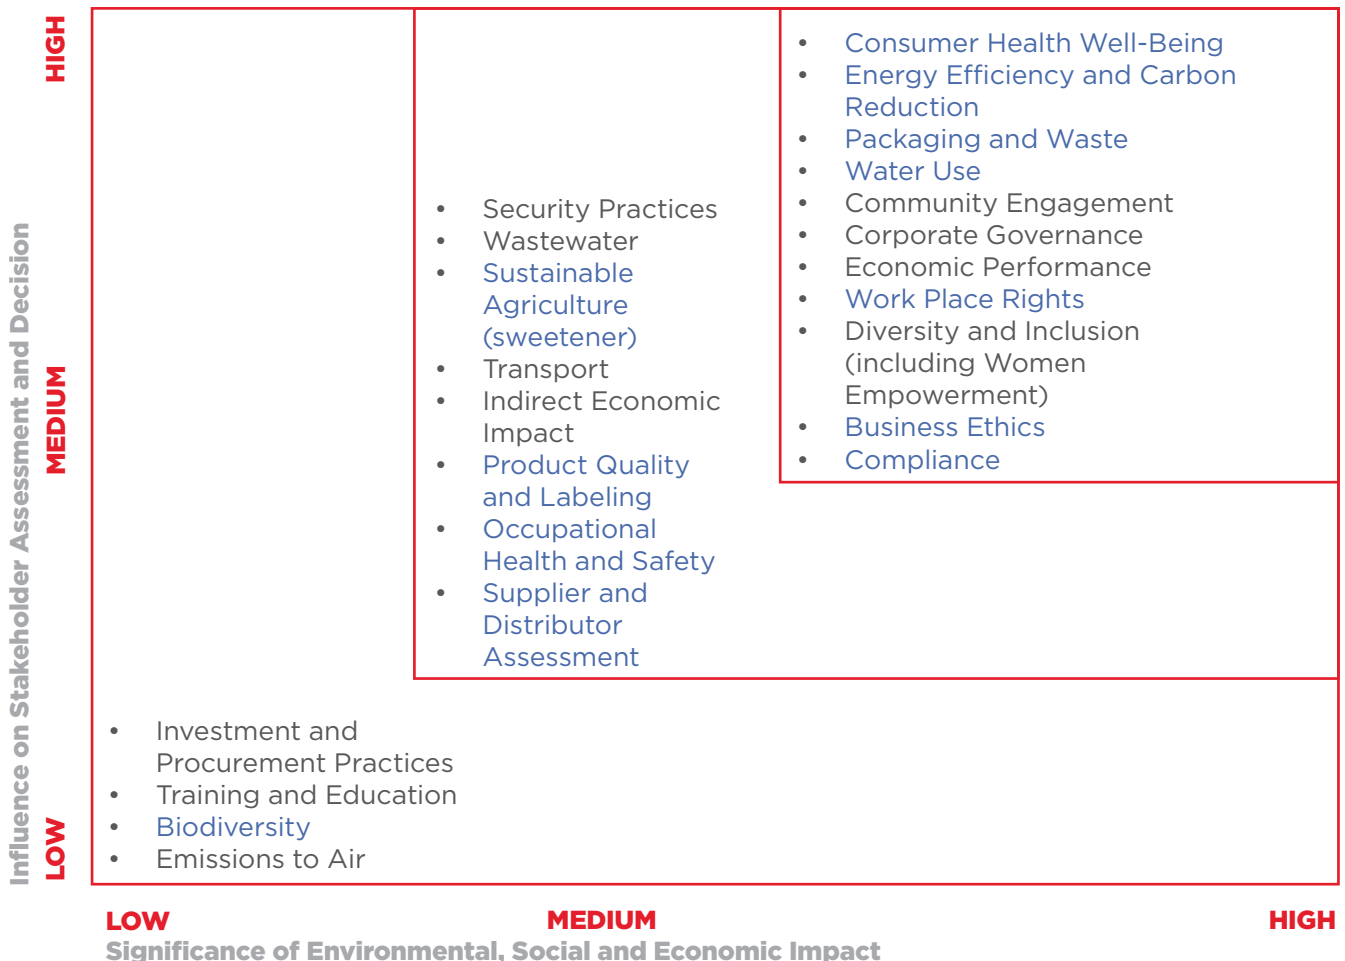 HIGH
MEDIUM
LOW
Influence on Stakeholder Assessment and Decision
• Consumer Health Well-Being
• Energy Efficiency and Carbon
Reduction
• Packaging and Waste
• Water Use
• Community Engagement
• Corporate Governance
• Economic Performance
• Work Place Rights
• Diversity and Inclusion
(including Women
Empowerment)
• Business Ethics
• Compliance
• Security Practices
• Wastewater
• Sustainable
Agriculture
(sweetener)
• Transport
• Indirect Economic
Impact
• Product Quality
and Labeling
• Occupational
Health and Safety
• Supplier and
Distributor
Assessment
• Investment and
Procurement Practices
• Training and Education
• Biodiversity
• Emissions to Air
LOW MEDIUM HIGH
Significance of Environmental, Social and Economic Impact